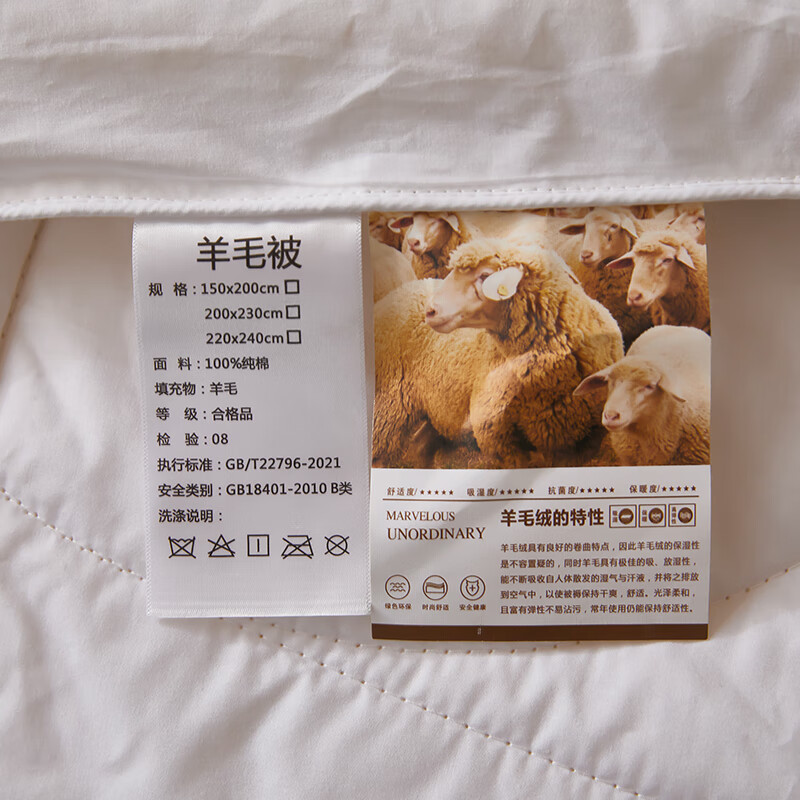 羊毛被
规 格：150x200cm□
200x230cm□
220x240cm□
面 料：100%纯棉
填充物：羊毛
等 级：合格品
检 验：08
执行标准：GB/T22796-2021
安全类别：GB18401-2010 B类
洗涤说明：
舒适度/★★★★★ 吸湿度/★★★★★ 抗菌度/★★★★★ 保暖度/★★★★★
MARVELOUS
UNORDINARY
羊毛绒的特性
羊毛绒具有良好的卷曲特点，因此羊毛绒的保湿性
是不容置疑的，同时羊毛具有极佳的吸、放湿性，
能不断吸收自人体散发的湿气与汗液，并将之排放
到空气中，以使被褥保持干爽，舒适。光泽柔和，
且富有弹性不易沾污，常年使用仍能保持舒适性。
绿色环保 时尚舒适 安全健康